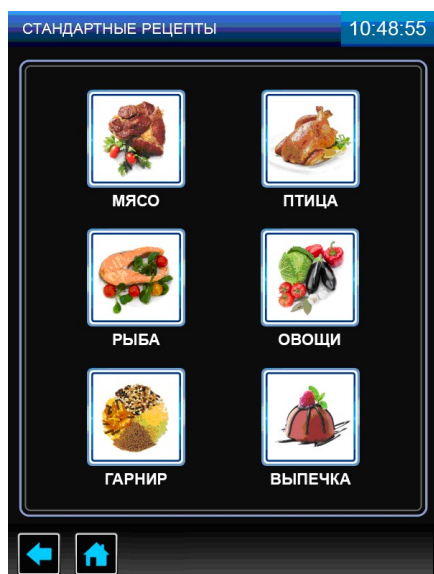 СТАНДАРТНЫЕ РЕЦЕПТЫ 10:48:55
МЯСО ПТИЦА
РЫБА ОВОЩИ
ГАРНИР ВЫПЕЧКА